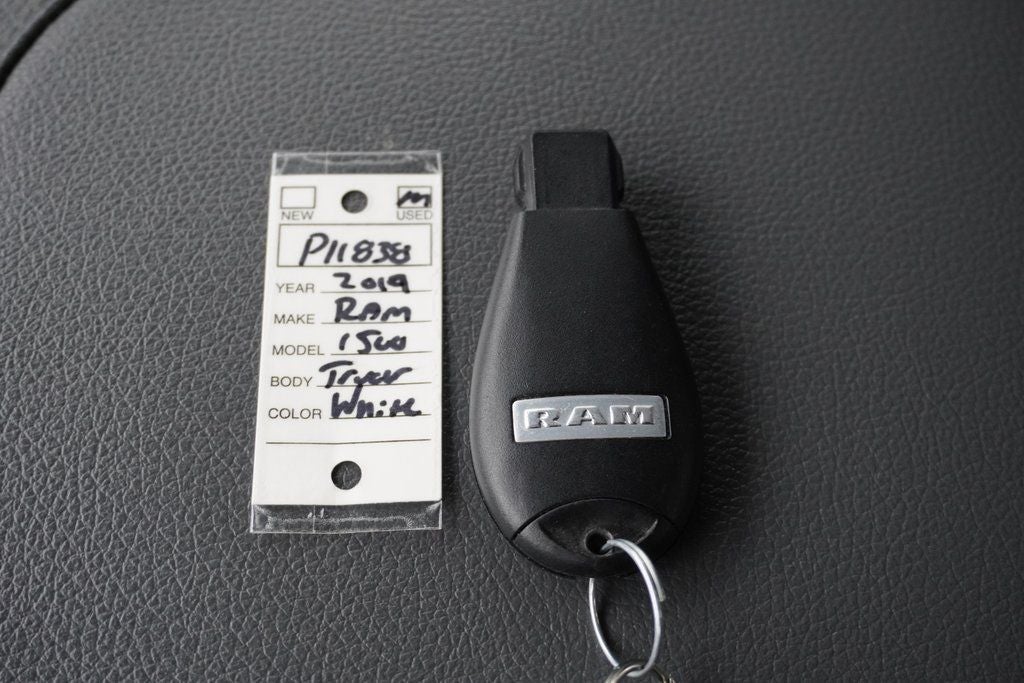 NEW
USED
P11838
YEAR 2019
MAKE RAM
MODEL 1500
BODY
COLOR White
RAM